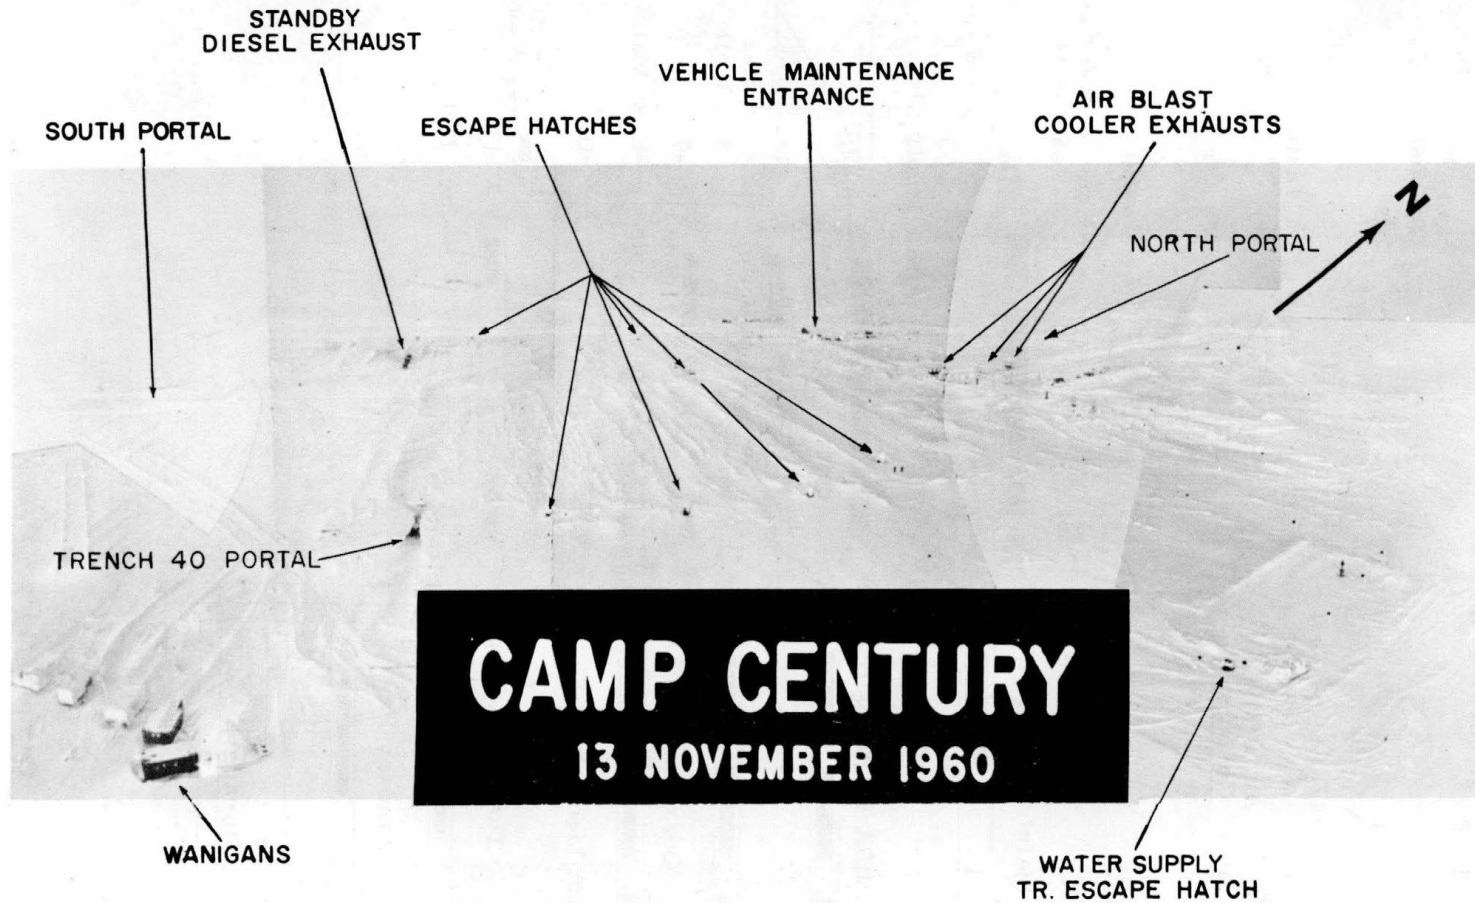 STANDBY
DIESEL EXHAUST
SOUTH PORTAL
ESCAPE HATCHES
VEHICLE MAINTENANCE
ENTRANCE
AIR BLAST
COOLER EXHAUSTS
N
NORTH PORTAL
TRENCH 40 PORTAL
CAMP CENTURY
13 NOVEMBER 1960
WANIGANS
WATER SUPPLY
TR. ESCAPE HATCH